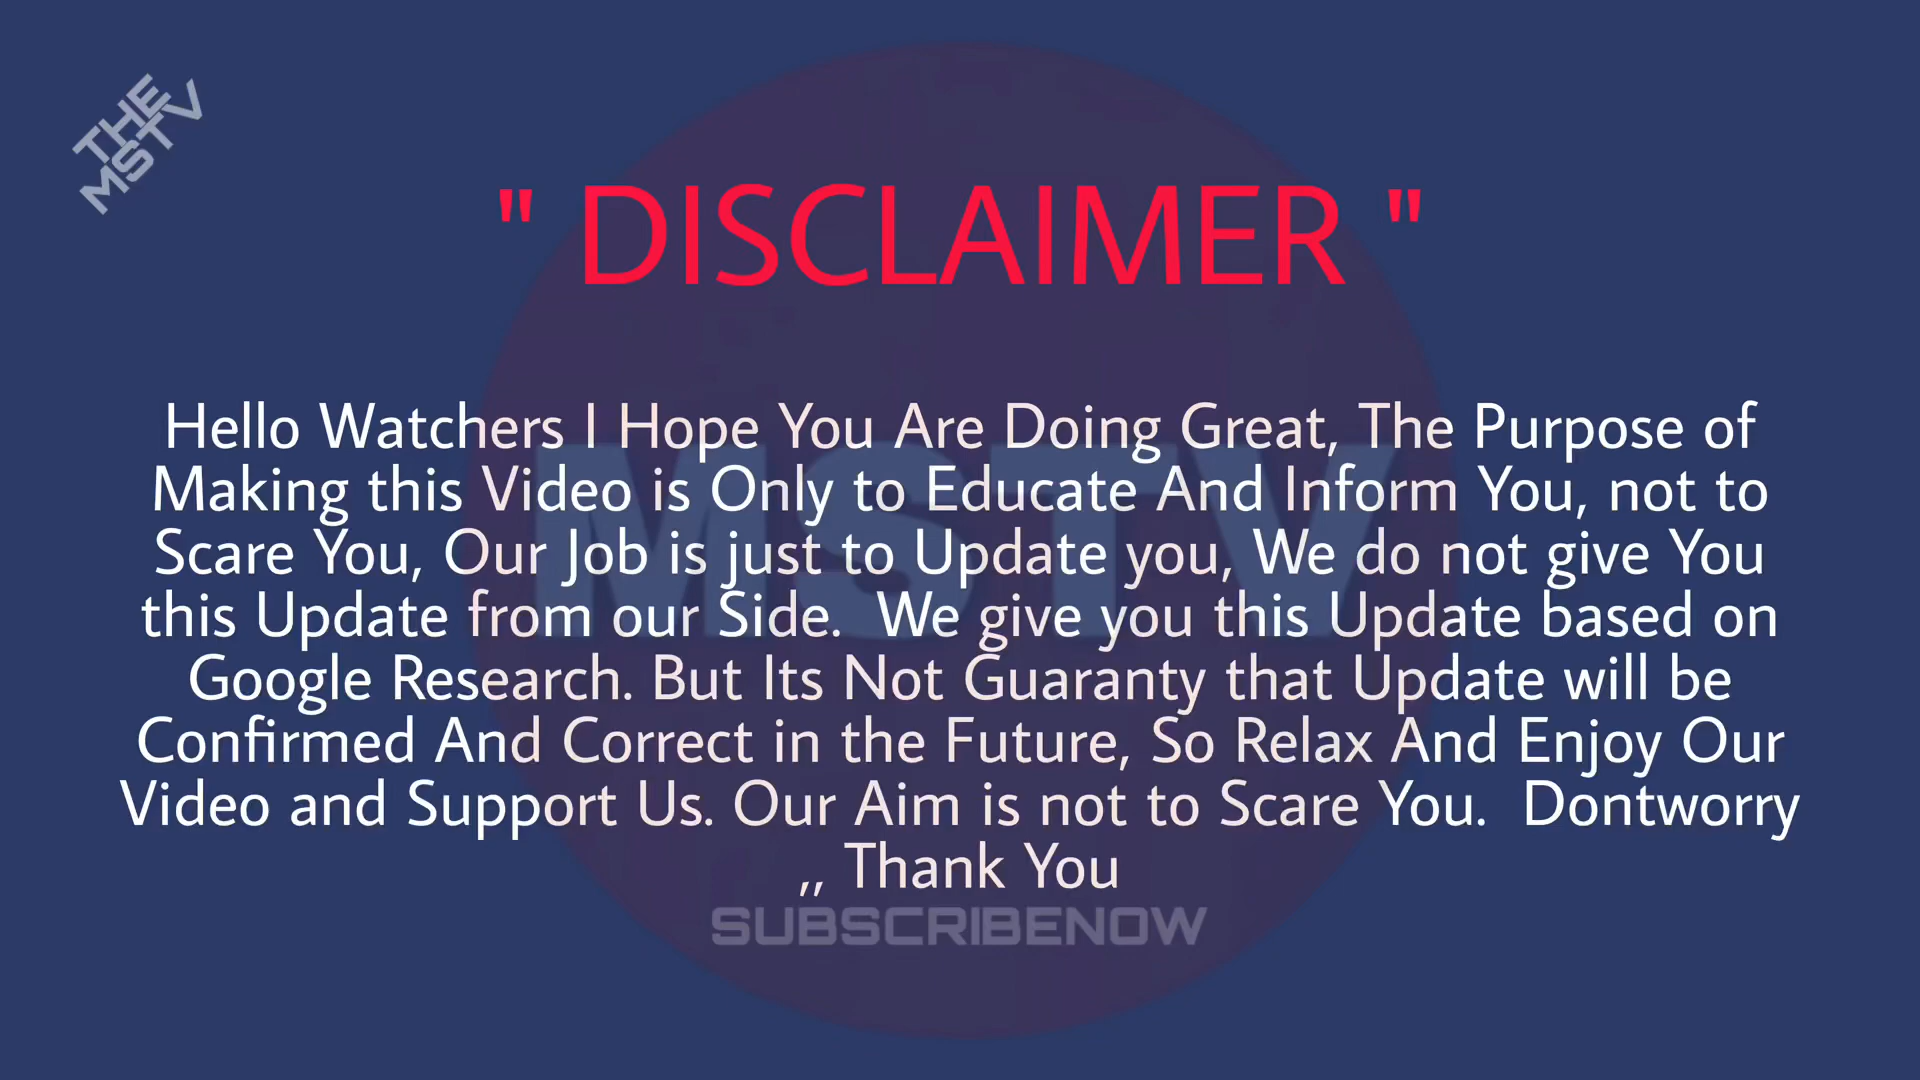 THE
MSTV
" DISCLAIMER "
Hello Watchers I Hope You Are Doing Great, The Purpose of
Making this Video is Only to Educate And Inform You, not to
Scare You, Our Job is just to Update you, We do not give You
this Update from our Side.  We give you this Update based on
Google Research. But Its Not Guaranty that Update will be
Confirmed And Correct in the Future, So Relax And Enjoy Our
Video and Support Us. Our Aim is not to Scare You.  Dontworry
,, Thank You
MSTV
SUBSCRIBENOW